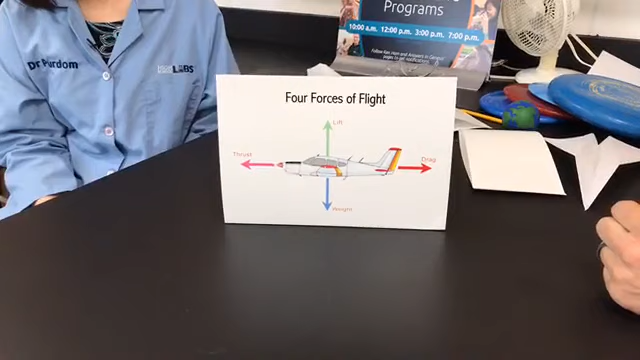 Programs
10:00 a.m. 12:00 p.m. 3:00 p.m. 7:00 p.m.
Dr Purdom
LABS
Four Forces of Flight
Lift
Thrust
Drag
Weight